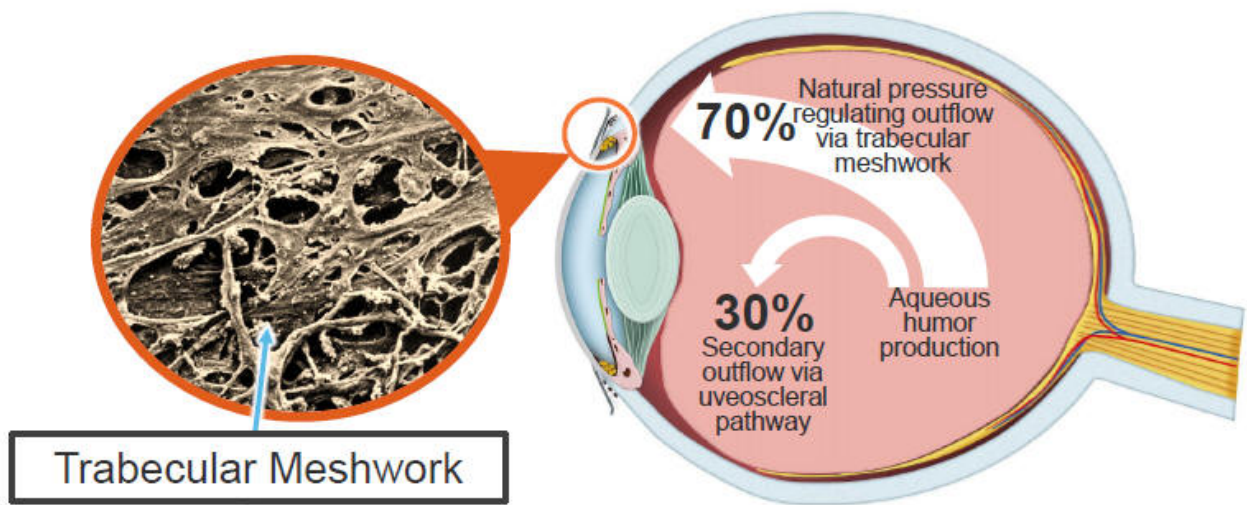 70%
Natural pressure
regulating outflow
via trabecular
meshwork
30%
Secondary
outflow via
uveoscleral
pathway
Aqueous
humor
production
Trabecular Meshwork